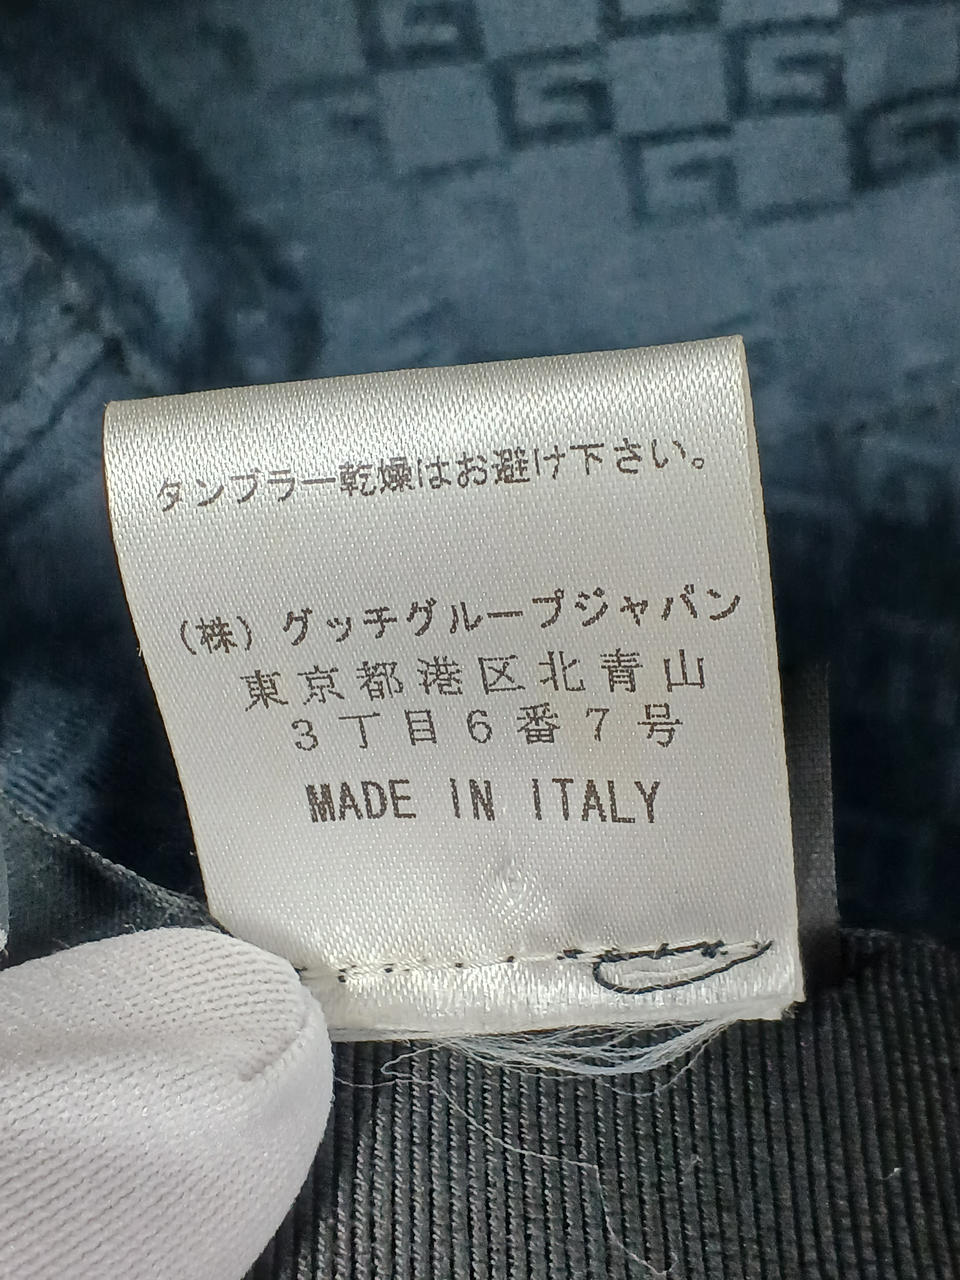 タンブラー乾燥はお避け下さい。
（株）グッチグループジャパン
東京都港区北青山
3丁目6番7号
MADE IN ITALY